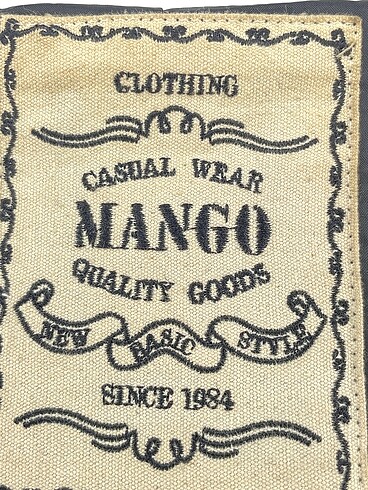 CLOTHING
CASUAL WEAR
MANGO
QUALITY GOODS
NEW BASIC STYLE
SINCE 1984